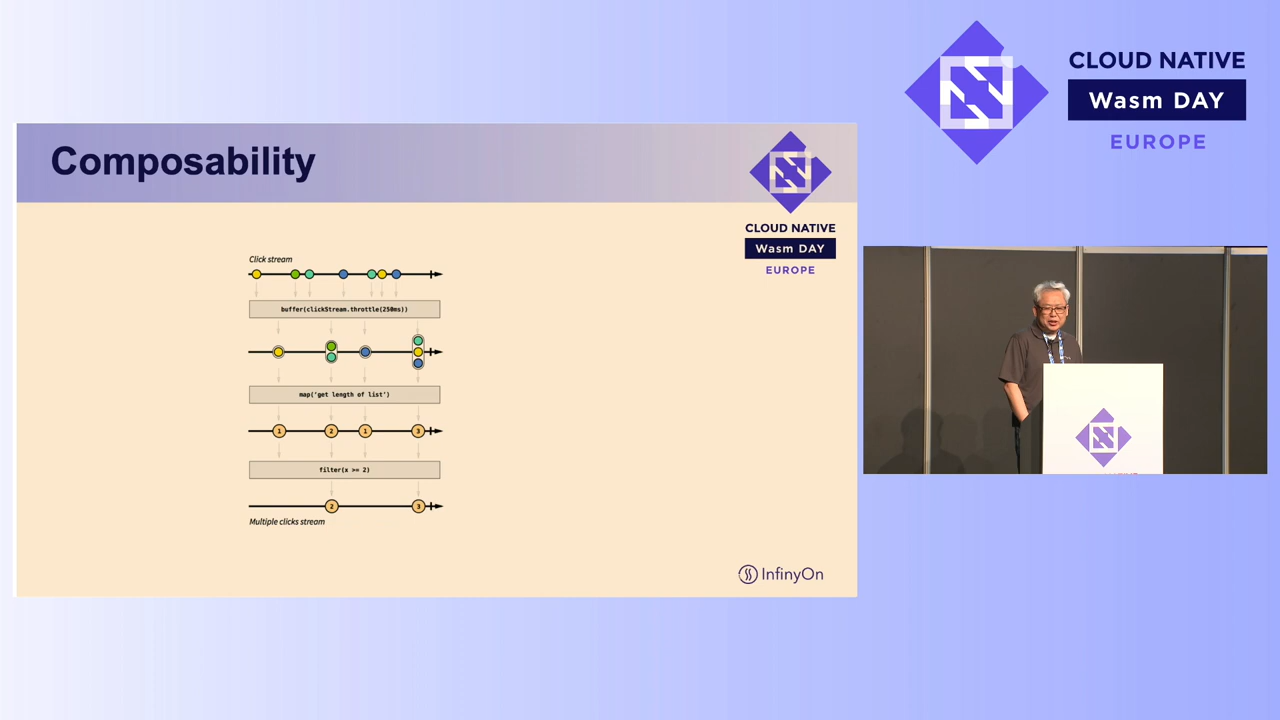 CLOUD NATIVE
Wasm DAY
EUROPE
Composability
CLOUD NATIVE
Wasm DAY
EUROPE
Click stream
buffer(clickStream.throttle(250ms))
map('get length of list')
1 2 1 3
filter(x >= 2)
2 3
Multiple clicks stream
InfinyOn